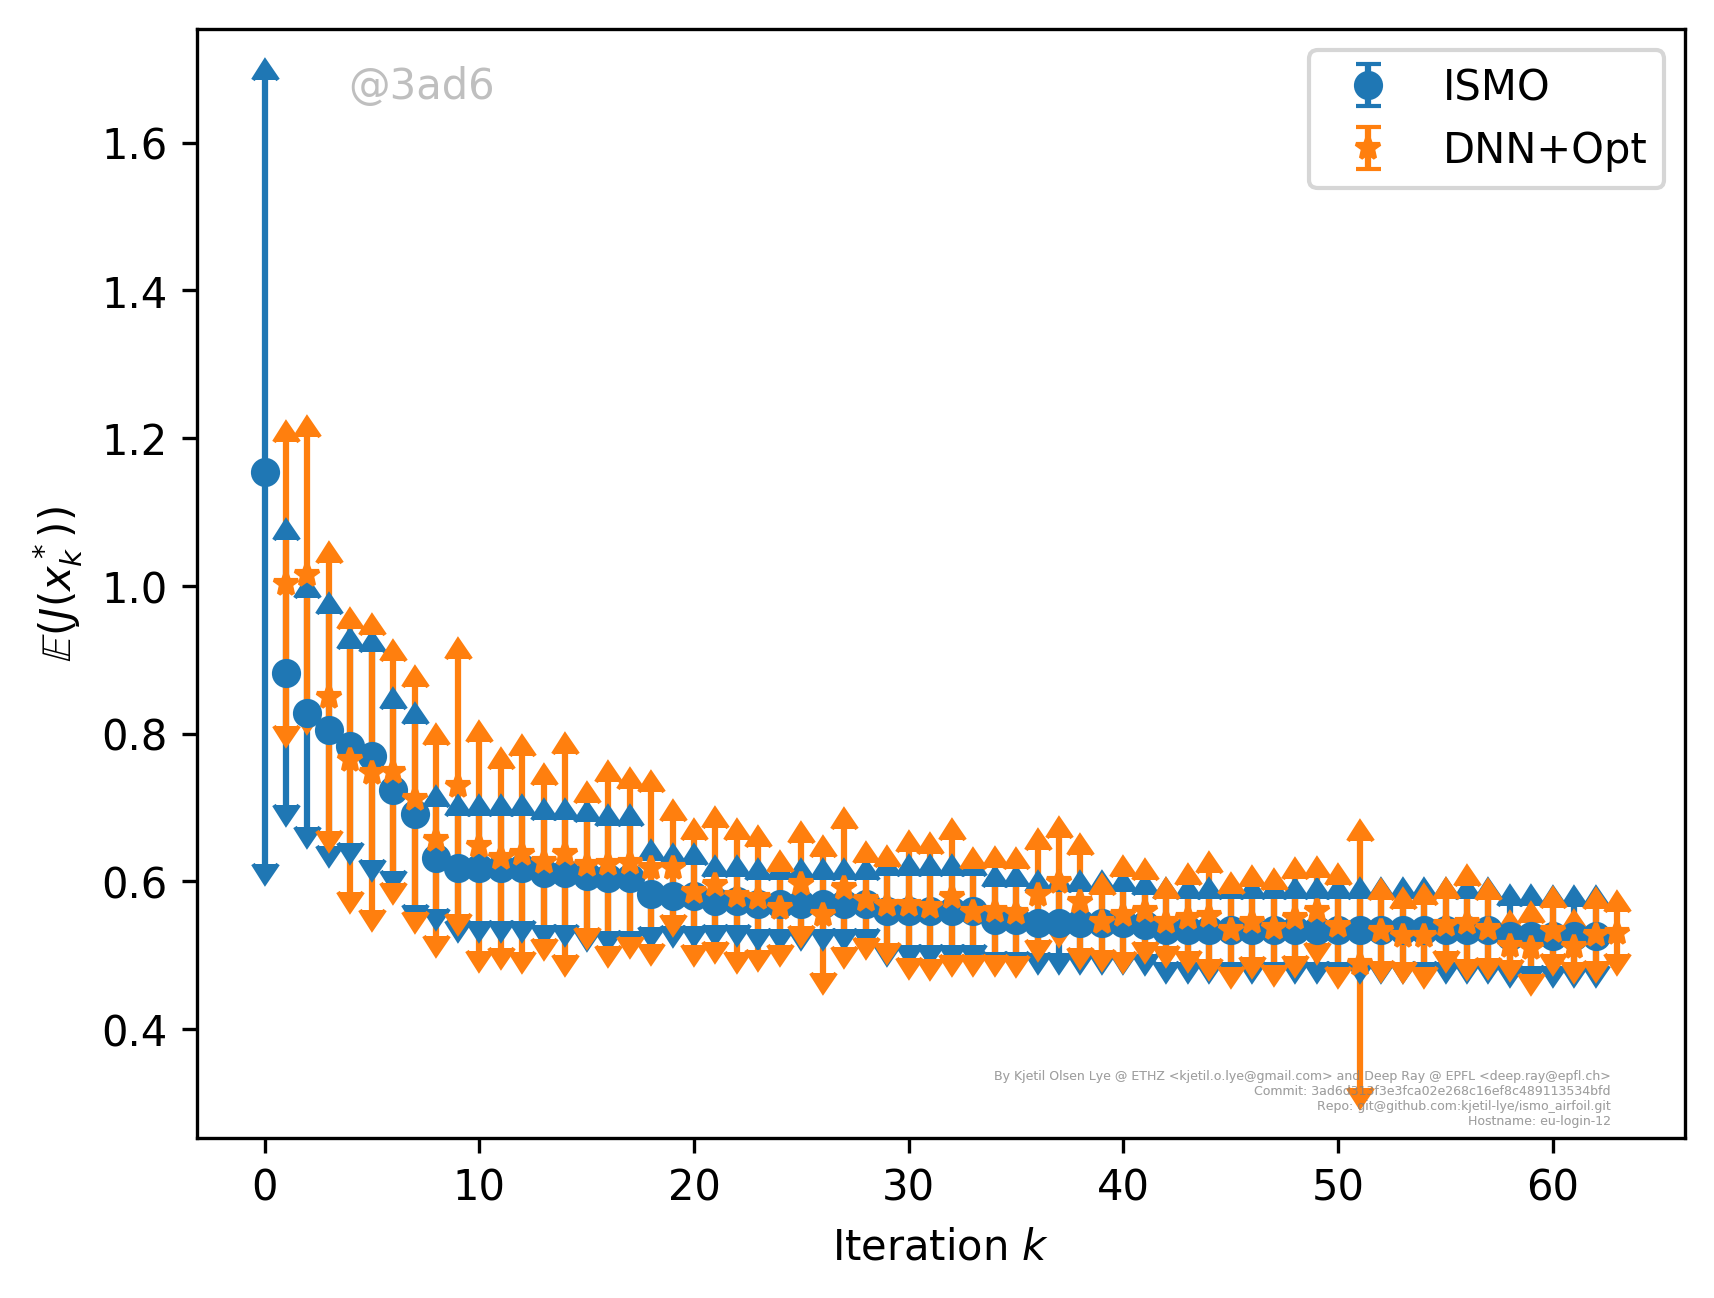 @3ad6
ISMO
DNN+Opt
1.6
1.4
1.2
1.0
0.8
0.6
0.4
𝔼(J(x*k))
0 10 20 30 40 50 60
Iteration k
By Kjetil Olsen Lye @ ETHZ <kjetil.o.lye@gmail.com> and Deep Ray @ EPFL <deep.ray@epfl.ch>
Commit:
Repo: git@github.com:kjetil-lye/ismo_airfoil.git
Hostname: eu-login-12